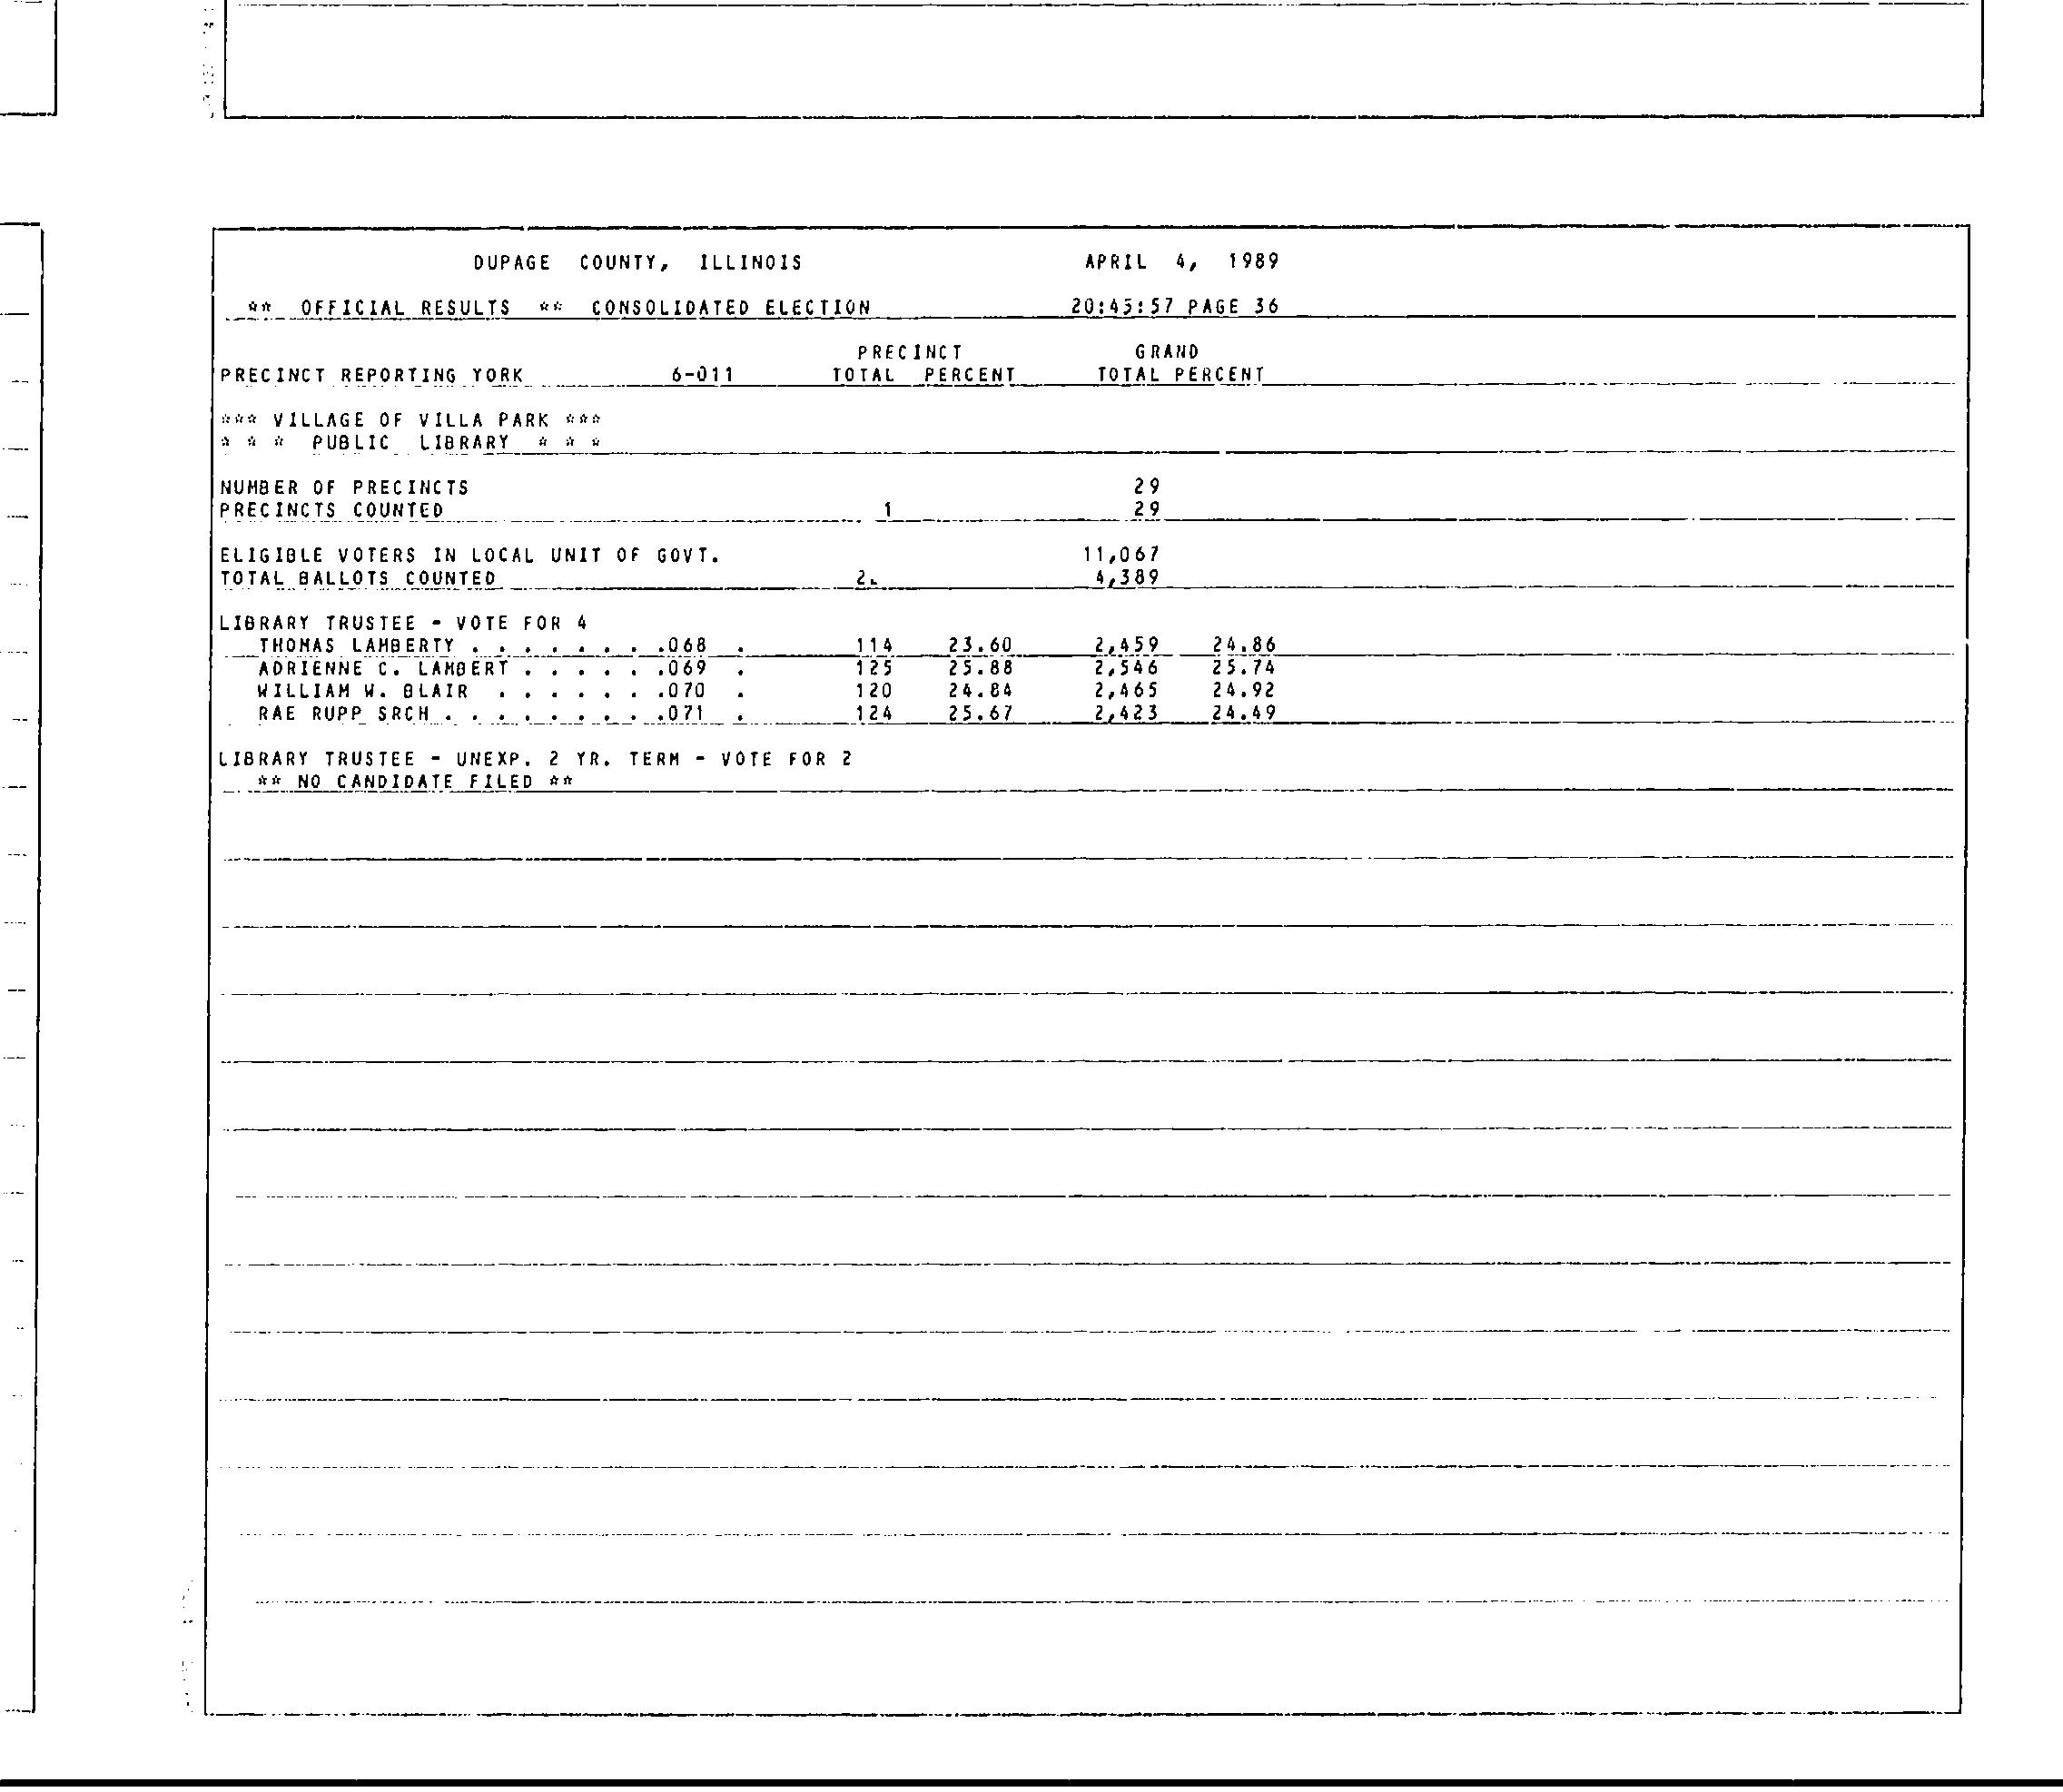 DUPAGE COUNTY, ILLINOIS APRIL 4, 1989
** OFFICIAL RESULTS ** CONSOLIDATED ELECTION 20:45:57 PAGE 36
PRECINCT GRAND
PRECINCT REPORTING YORK 6-011 TOTAL PERCENT TOTAL PERCENT
*** VILLAGE OF VILLA PARK ***
* * * PUBLIC LIBRARY * * *
NUMBER OF PRECINCTS 29
PRECINCTS COUNTED 1 29
ELIGIBLE VOTERS IN LOCAL UNIT OF GOVT. 11,067
TOTAL BALLOTS COUNTED 4,389
LIBRARY TRUSTEE - VOTE FOR 4
THOMAS LAMBERTY . . . . . . . .068 . 114 23.60 2,459 24.86
ADRIENNE C. LAMBERT . . . . . .069 . 125 25.88 2,546 25.74
WILLIAM W. BLAIR . . . . . . .070 . 120 24.84 2,465 24.92
RAE RUPP SRCH . . . . . . . . .071 . 124 25.67 2,423 24.49
LIBRARY TRUSTEE - UNEXP. 2 YR. TERM - VOTE FOR 2
** NO CANDIDATE FILED **